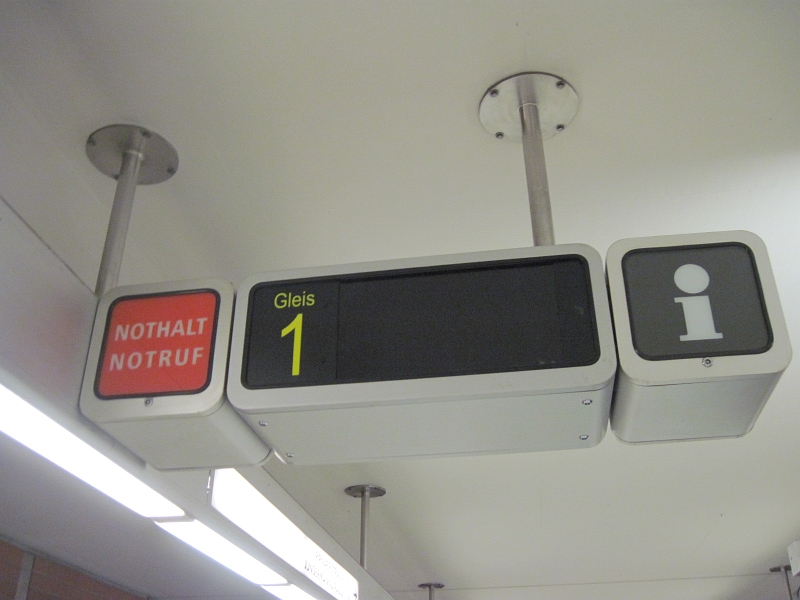 NOTHALT
NOTRUF
Gleis
1
i